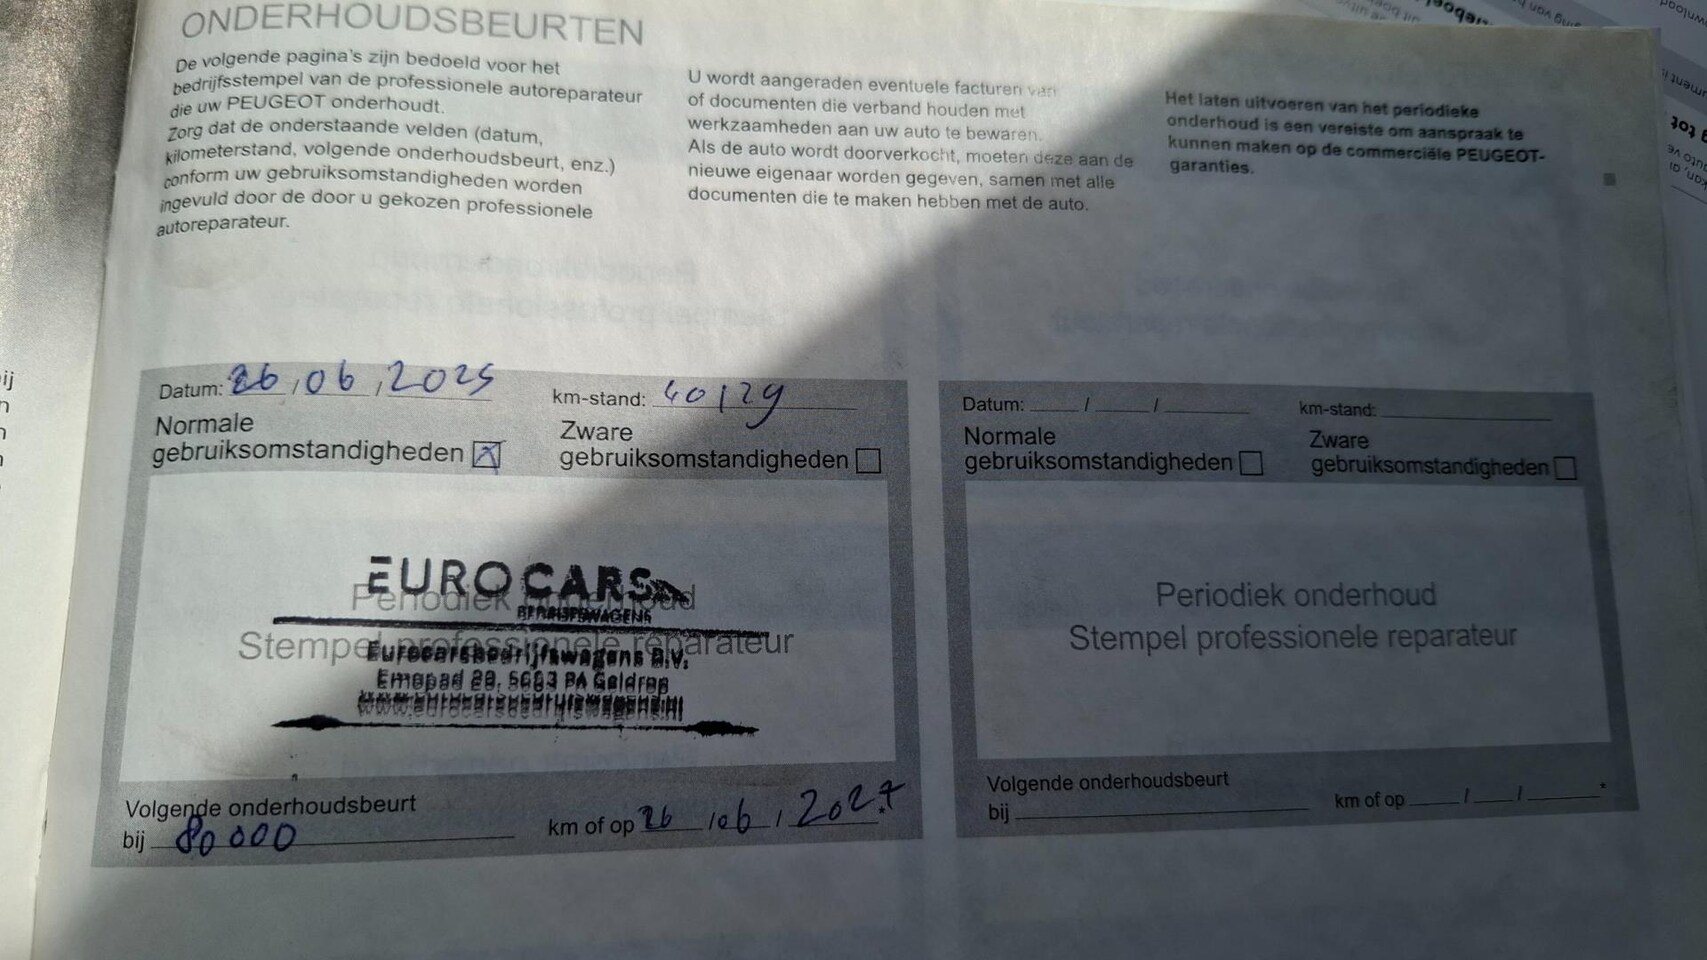 ONDERHOUDSBEURTEN
De volgende pagina's zijn bedoeld voor het
bedrijfsstempel van de professionele autoreparateur
die uw PEUGEOT onderhoudt.
Zorg dat de onderstaande velden (datum,
kilometerstand, volgende onderhoudsbeurt, enz.)
conform uw gebruiksomstandigheden worden
ingevuld door de door u gekozen professionele
autoreparateur.
U wordt aangeraden eventuele facturen van
of documenten die verband houden met
werkzaamheden aan uw auto te bewaren.
Als de auto wordt doorverkocht, moeten deze aan de
nieuwe eigenaar worden gegeven, samen met alle
documenten die te maken hebben met de auto.
Het laten uitvoeren van het periodieke
onderhoud is een vereiste om aanspraak te
kunnen maken op de commerciële PEUGEOT-
garanties.
Datum: 26/06/2025 km-stand: 40129
Normale
gebruiksomstandigheden
Zware
gebruiksomstandigheden
EUROCARS
BEDRIJFSWAGENS
Periodiek onderhoud
Stempel professionele reparateur
Eurocarsbedrijfswagens B.V.
Emopad 28, 5663 PA Geldrop
www.eurocarsbedrijfswagens.nl
Volgende onderhoudsbeurt
bij 80000 km of op 26/06/2027*
Datum: / / km-stand:
Normale
gebruiksomstandigheden
Zware
gebruiksomstandigheden
Periodiek onderhoud
Stempel professionele reparateur
Volgende onderhoudsbeurt
bij km of op / / *